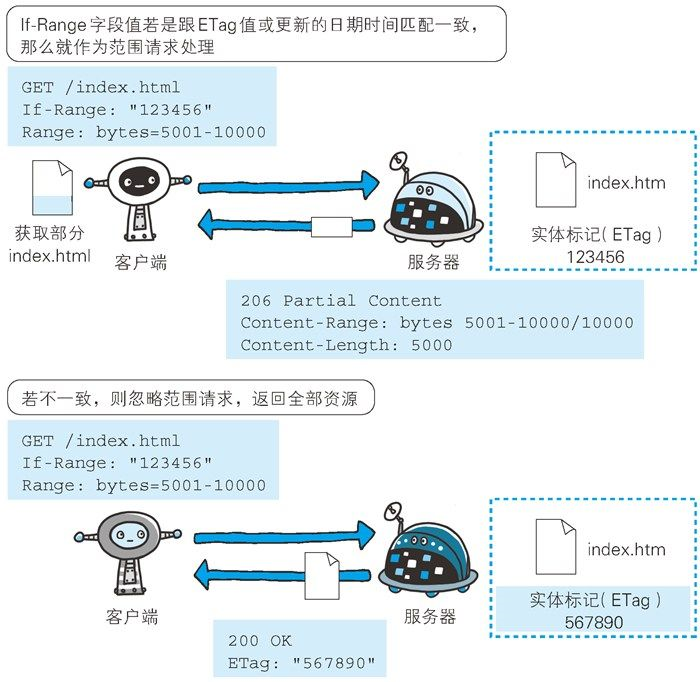 If-Range字段值若是跟ETag值或更新的日期时间匹配一致，
那么就作为范围请求处理
GET /index.html
If-Range: "123456"
Range: bytes=5001-10000
获取部分
index.html
客户端
服务器
index.htm
实体标记（ETag）
123456
206 Partial Content
Content-Range: bytes 5001-10000/10000
Content-Length: 5000
若不一致，则忽略范围请求，返回全部资源
GET /index.html
If-Range: "123456"
Range: bytes=5001-10000
客户端
服务器
index.htm
实体标记（ETag）
567890
200 OK
ETag: "567890"